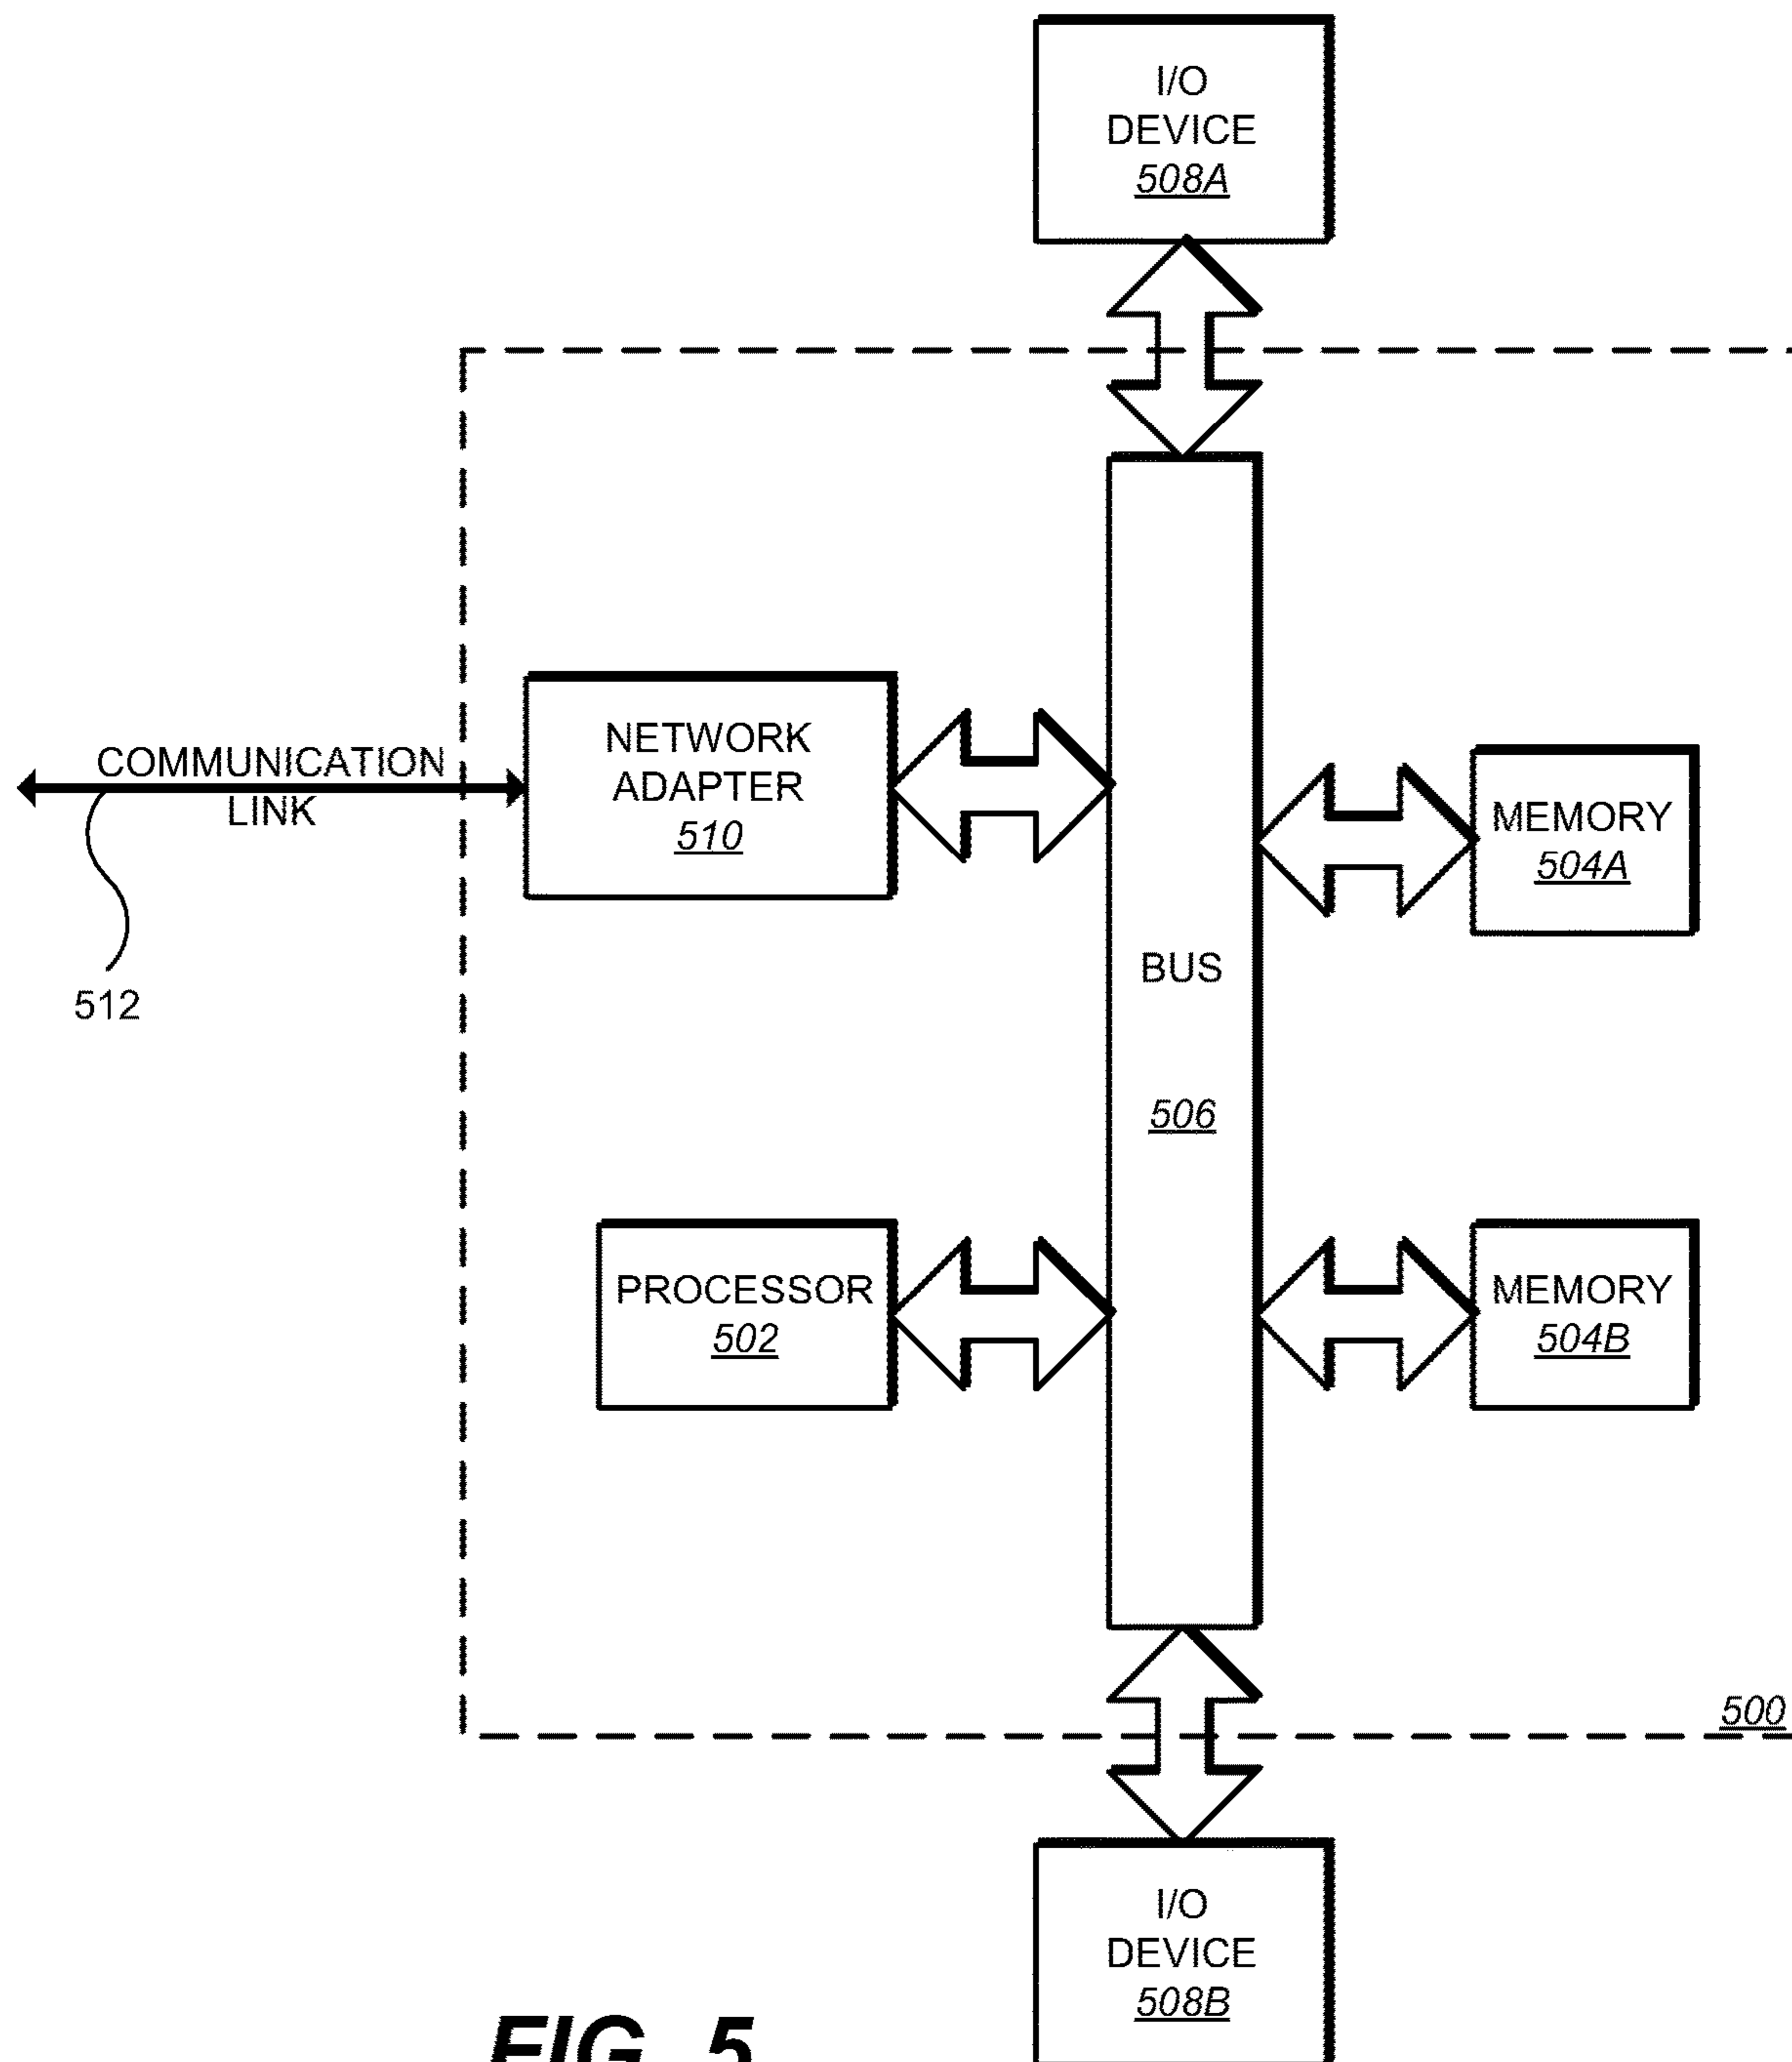 I/O
DEVICE
508A
COMMUNICATION
LINK
512
NETWORK
ADAPTER
510
MEMORY
504A
BUS
506
PROCESSOR
502
MEMORY
504B
500
I/O
DEVICE
508B
FIG. 5